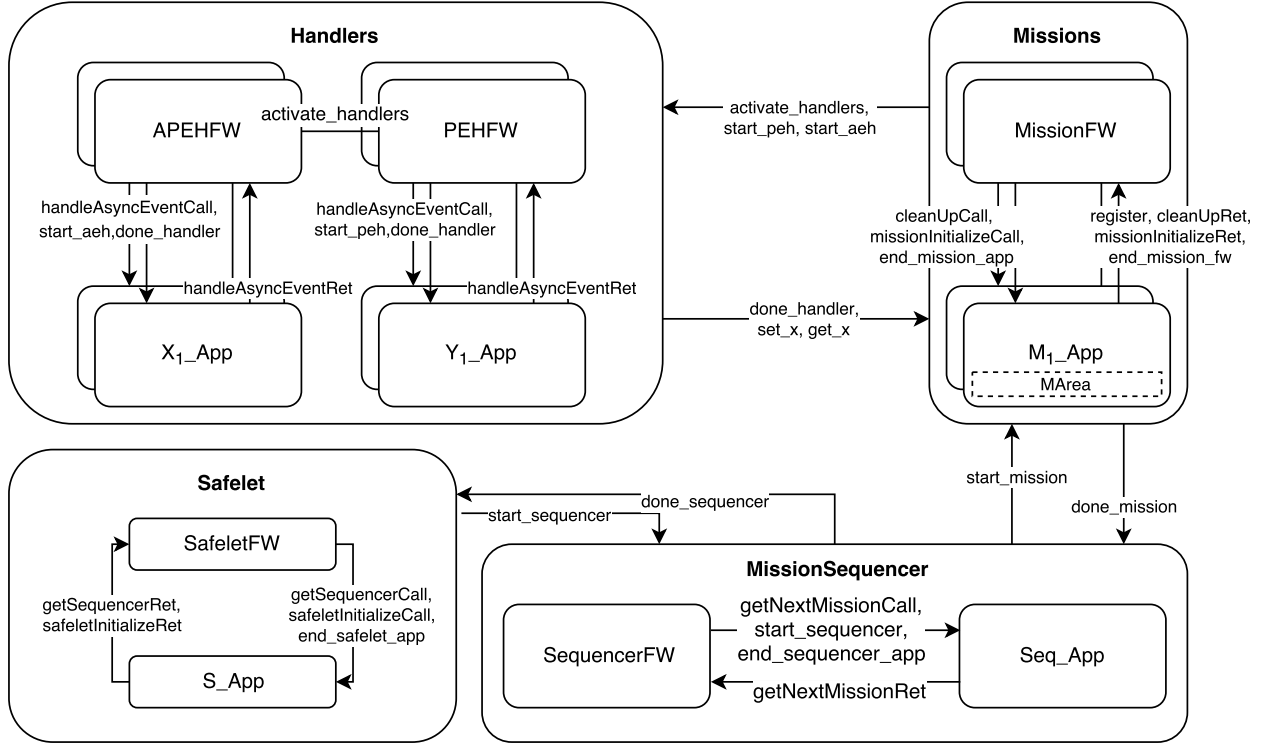 Handlers
APEHFW
activate_handlers
PEHFW
handleAsyncEventCall,
start_aeh,done_handler
handleAsyncEventCall,
start_peh,done_handler
handleAsyncEventRet
handleAsyncEventRet
X₁_App
Y₁_App
activate_handlers,
start_peh, start_aeh
done_handler,
set_x, get_x
Missions
MissionFW
cleanUpCall,
missionInitializeCall,
end_mission_app
register, cleanUpRet,
missionInitializeRet,
end_mission_fw
M₁_App
MArea
start_mission
done_mission
Safelet
SafeletFW
getSequencerRet,
safeletInitializeRet
getSequencerCall,
safeletInitializeCall,
end_safelet_app
S_App
done_sequencer
start_sequencer
MissionSequencer
SequencerFW
getNextMissionCall,
start_sequencer,
end_sequencer_app
getNextMissionRet
Seq_App